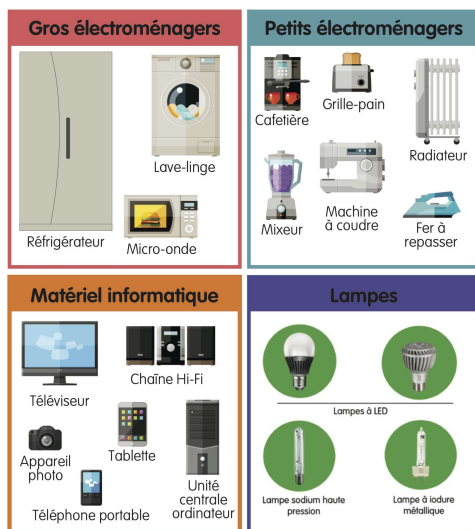 Gros électroménagers
Réfrigérateur
Lave-linge
Micro-onde
Petits électroménagers
Cafetière
Grille-pain
Radiateur
Mixeur
Machine
à coudre
Fer à
repasser
Matériel informatique
Téléviseur
Chaîne Hi-Fi
Appareil
photo
Tablette
Téléphone portable
Unité
centrale
ordinateur
Lampes
Lampes à LED
Lampe sodium haute
pression
Lampe à iodure
métallique